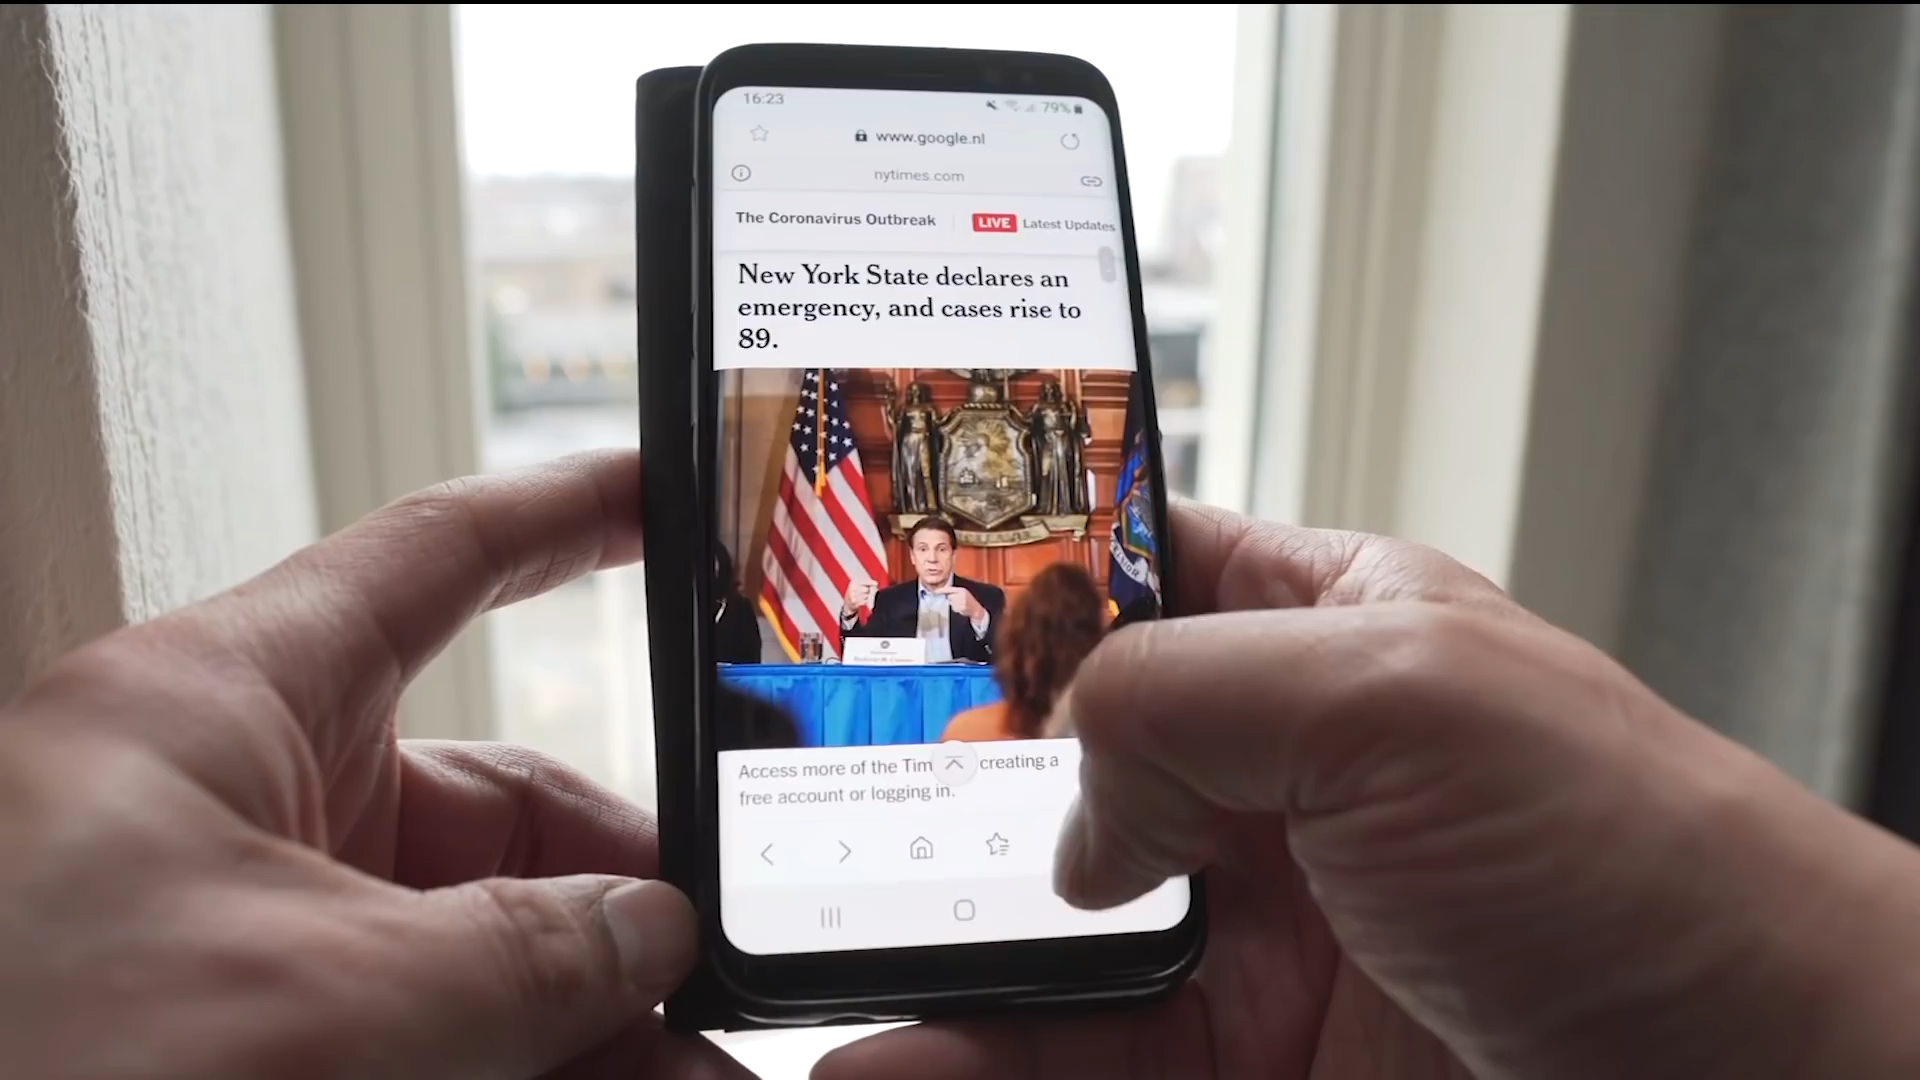 16:23
79%
www.google.nl
nytimes.com
The Coronavirus Outbreak
LIVE Latest Updates
New York State declares an
emergency, and cases rise to
89.
EXCELSIOR
Access more of the Tim creating a
free account or logging in.